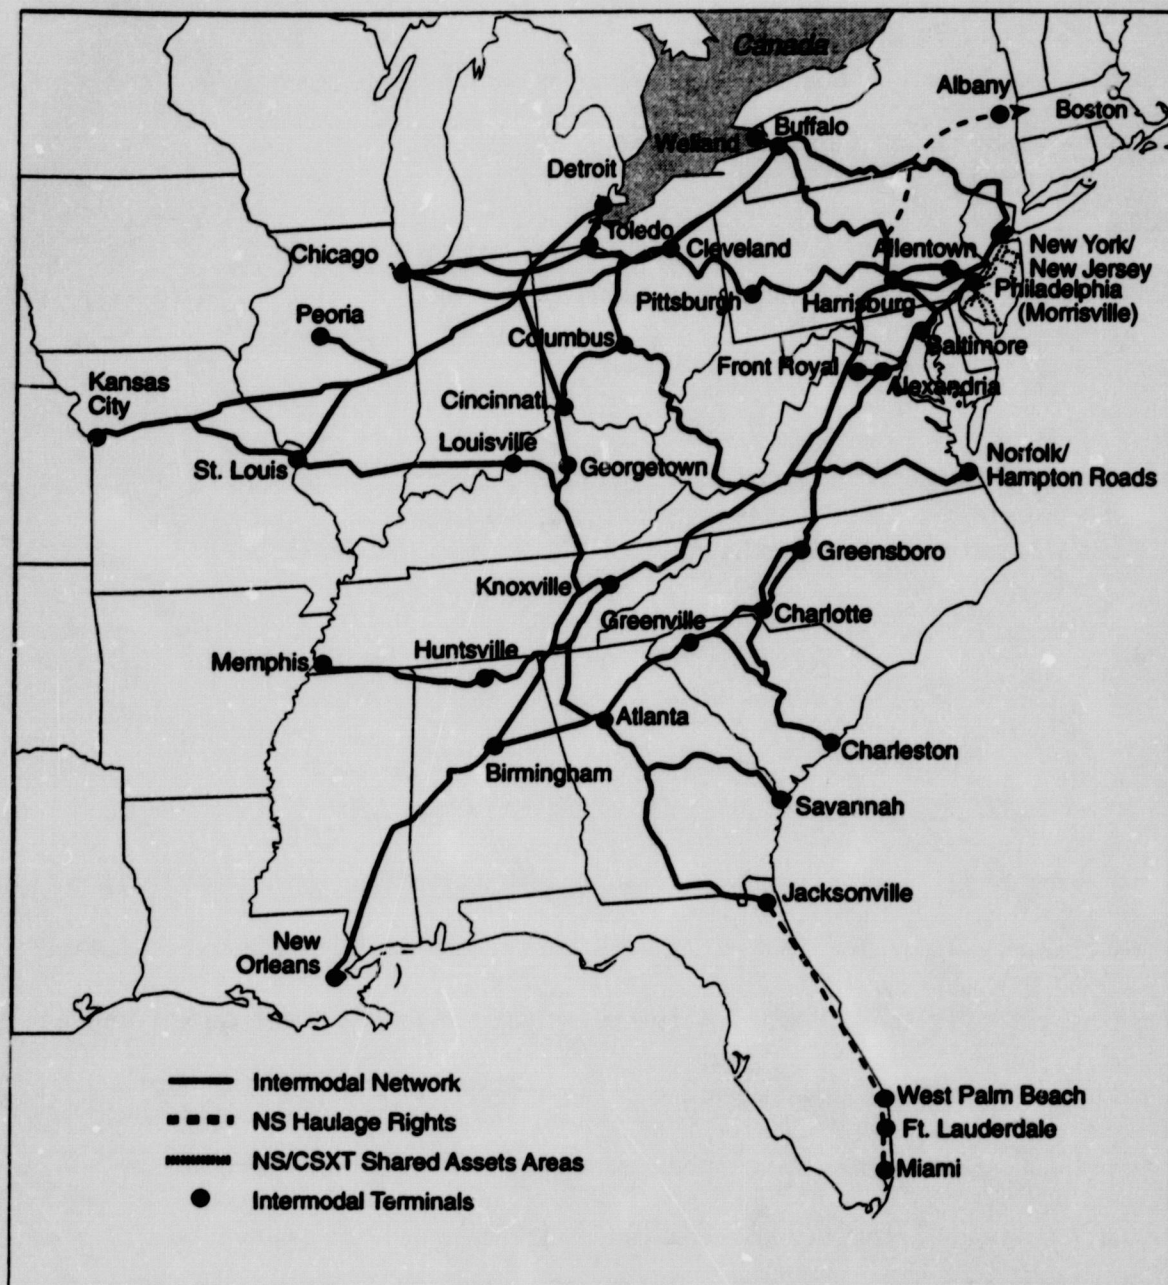 Canada
Albany
Boston
Buffalo
Welland
Detroit
Toledo
Cleveland
Allentown
New York/
New Jersey
Chicago
Pittsburgh
Harrisburg
Philadelphia
(Morrisville)
Peoria
Columbus
Baltimore
Front Royal
Alexandria
Kansas
City
Cincinnati
Louisville
St. Louis
Georgetown
Norfolk/
Hampton Roads
Greensboro
Knoxville
Greenville
Charlotte
Huntsville
Memphis
Atlanta
Charleston
Birmingham
Savannah
Jacksonville
New
Orleans
West Palm Beach
Ft. Lauderdale
Miami
Intermodal Network
NS Haulage Rights
NS/CSXT Shared Assets Areas
Intermodal Terminals